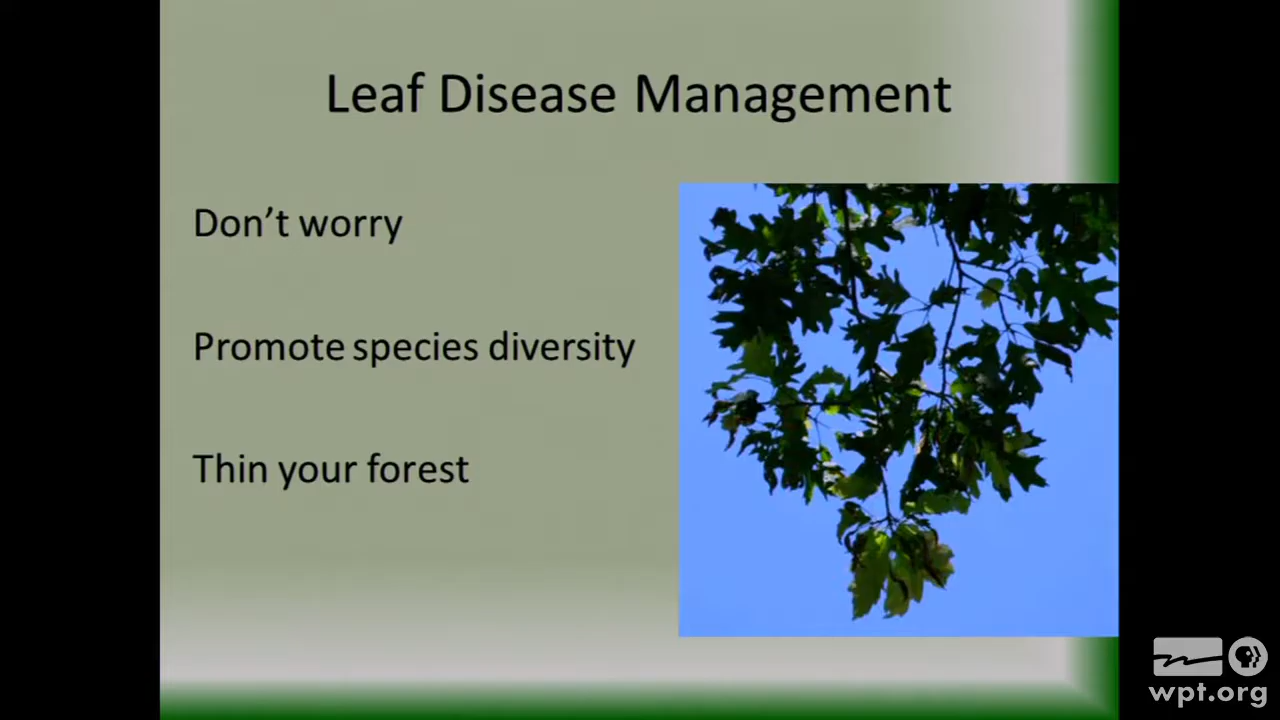 Leaf Disease Management
Don’t worry
Promote species diversity
Thin your forest
wpt.org